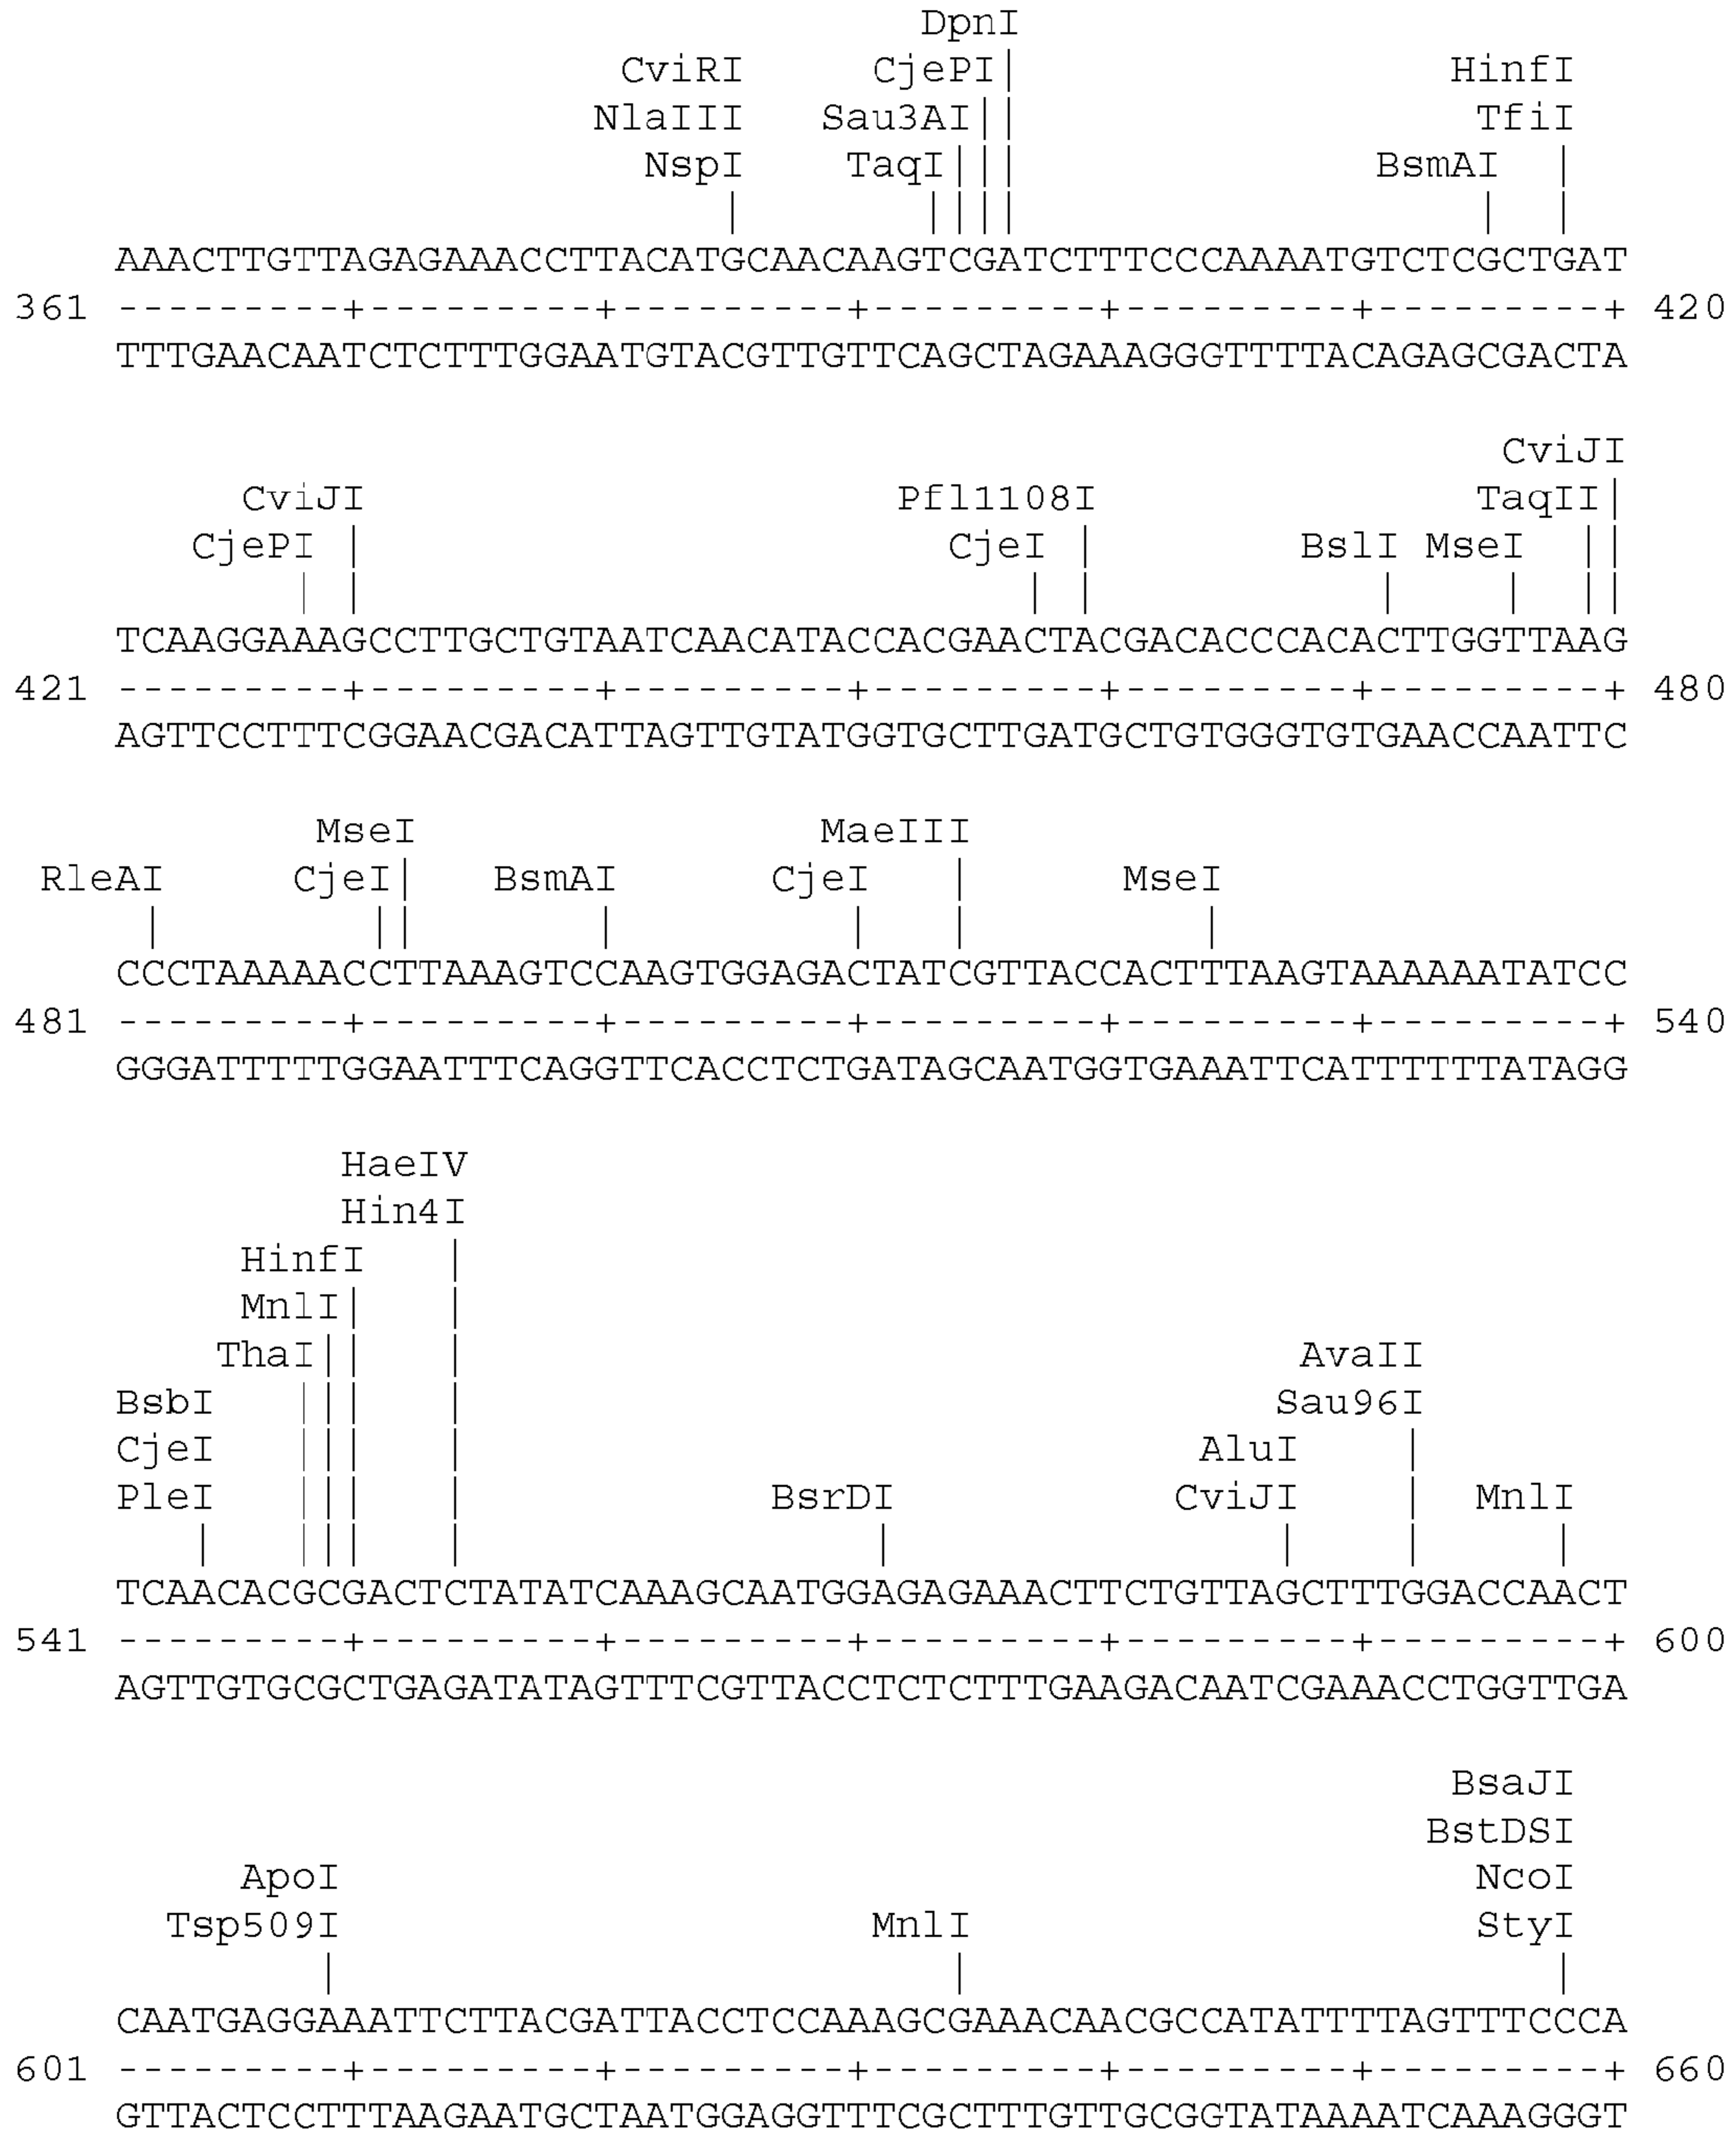 DpnI
CviRI CjePI| HinfI
NlaIII Sau3AI|| TfiI
NspI TaqI||| BsmAI |
| |||| | |
AAACTTGTTAGAGAAACCTTACATGCAACAAGTCGATCTTTCCCAAAATGTCTCGCTGAT
361 ---------+---------+---------+---------+---------+---------+ 420
TTTGAACAATCTCTTTGGAATGTACGTTGTTCAGCTAGAAAGGGTTTTACAGAGCGACTA
CviJI
CviJI Pfl1108I TaqII|
CjePI | CjeI | BslI MseI ||
| | | | | | ||
TCAAGGAAAGCCTTGCTGTAATCAACATACCACGAACTACGACACCCACACTTGGTTAAG
421 ---------+---------+---------+---------+---------+---------+ 480
AGTTCCTTTCGGAACGACATTAGTTGTATGGTGCTTGATGCTGTGGGTGTGAACCAATTC
MseI MaeIII
RleAI CjeI| BsmAI CjeI | MseI
| || | | | |
CCCTAAAAACCTTAAAGTCCAAGTGGAGACTATCGTTACCACTTTAAGTAAAAAATATCC
481 ---------+---------+---------+---------+---------+---------+ 540
GGGATTTTTGGAATTTCAGGTTCACCTCTGATAGCAATGGTGAAATTCATTTTTTATAGG
HaeIV
Hin4I
HinfI |
MnlI| |
ThaI|| | AvaII
BsbI ||| | Sau96I
CjeI ||| | AluI |
PleI ||| | BsrDI CviJI | MnlI
| ||| | | | | |
TCAACACGCGACTCTATATCAAAGCAATGGAGAGAAACTTCTGTTAGCTTTGGACCAACT
541 ---------+---------+---------+---------+---------+---------+ 600
AGTTGTGCGCTGAGATATAGTTTCGTTACCTCTCTTTGAAGACAATCGAAACCTGGTTGA
BsaJI
BstDSI
ApoI NcoI
Tsp509I MnlI StyI
| | |
CAATGAGGAAATTCTTACGATTACCTCCAAAGCGAAACAACGCCATATTTTAGTTTCCCA
601 ---------+---------+---------+---------+---------+---------+ 660
GTTACTCCTTTAAGAATGCTAATGGAGGTTTCGCTTTGTTGCGGTATAAAATCAAAGGGT